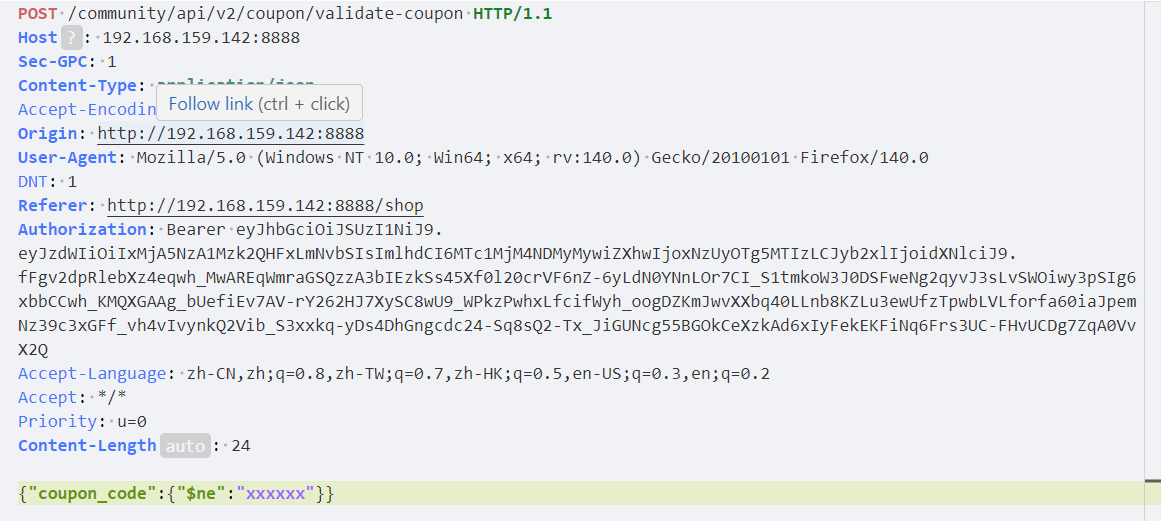 POST /community/api/v2/coupon/validate-coupon HTTP/1.1
Host ? : 192.168.159.142:8888
Sec-GPC: 1
Content-Type:
Accept-Encodin
Follow link (ctrl + click)
Origin: http://192.168.159.142:8888
User-Agent: Mozilla/5.0 (Windows NT 10.0; Win64; x64; rv:140.0) Gecko/20100101 Firefox/140.0
DNT: 1
Referer: http://192.168.159.142:8888/shop
Authorization: Bearer eyJhbGciOiJSUzI1NiJ9.
eyJzdWIiOiIxMjA5NzA1Mzk2QHFxLmNvbSIsImlhdCI6MTc1MjM4NDMyMywiZXhwIjoxNzUyOTg5MTIzLCJyb2xlIjoidXNlciJ9.
fFgv2dpRlebXz4eqwh_MwAREqWmraGSQzzA3bIEzkSs45Xf0l20crVF6nZ-6yLdN0YNnLOr7CI_S1tmkoW3J0DSFweNg2qyvJ3sLvSWOiwy3pSIg6
xbbCCwh_KMQXGAAg_bUefiEv7AV-rY262HJ7XySC8wU9_WPkzPwhxLfcifWyh_oogDZKmJwvXXbq40LLnb8KZLu3ewUfzTpwbLVLforfa60iaJpem
Nz39c3xGFf_vh4vIvynkQ2Vib_S3xxkq-yDs4DhGngcdc24-Sq8sQ2-Tx_JiGUNcg55BGOkCeXzkAd6xIyFekEKFiNq6Frs3UC-FHvUCDg7ZqA0Vv
X2Q
Accept-Language: zh-CN,zh;q=0.8,zh-TW;q=0.7,zh-HK;q=0.5,en-US;q=0.3,en;q=0.2
Accept: */*
Priority: u=0
Content-Length auto : 24
{"coupon_code":{"$ne":"xxxxxx"}}